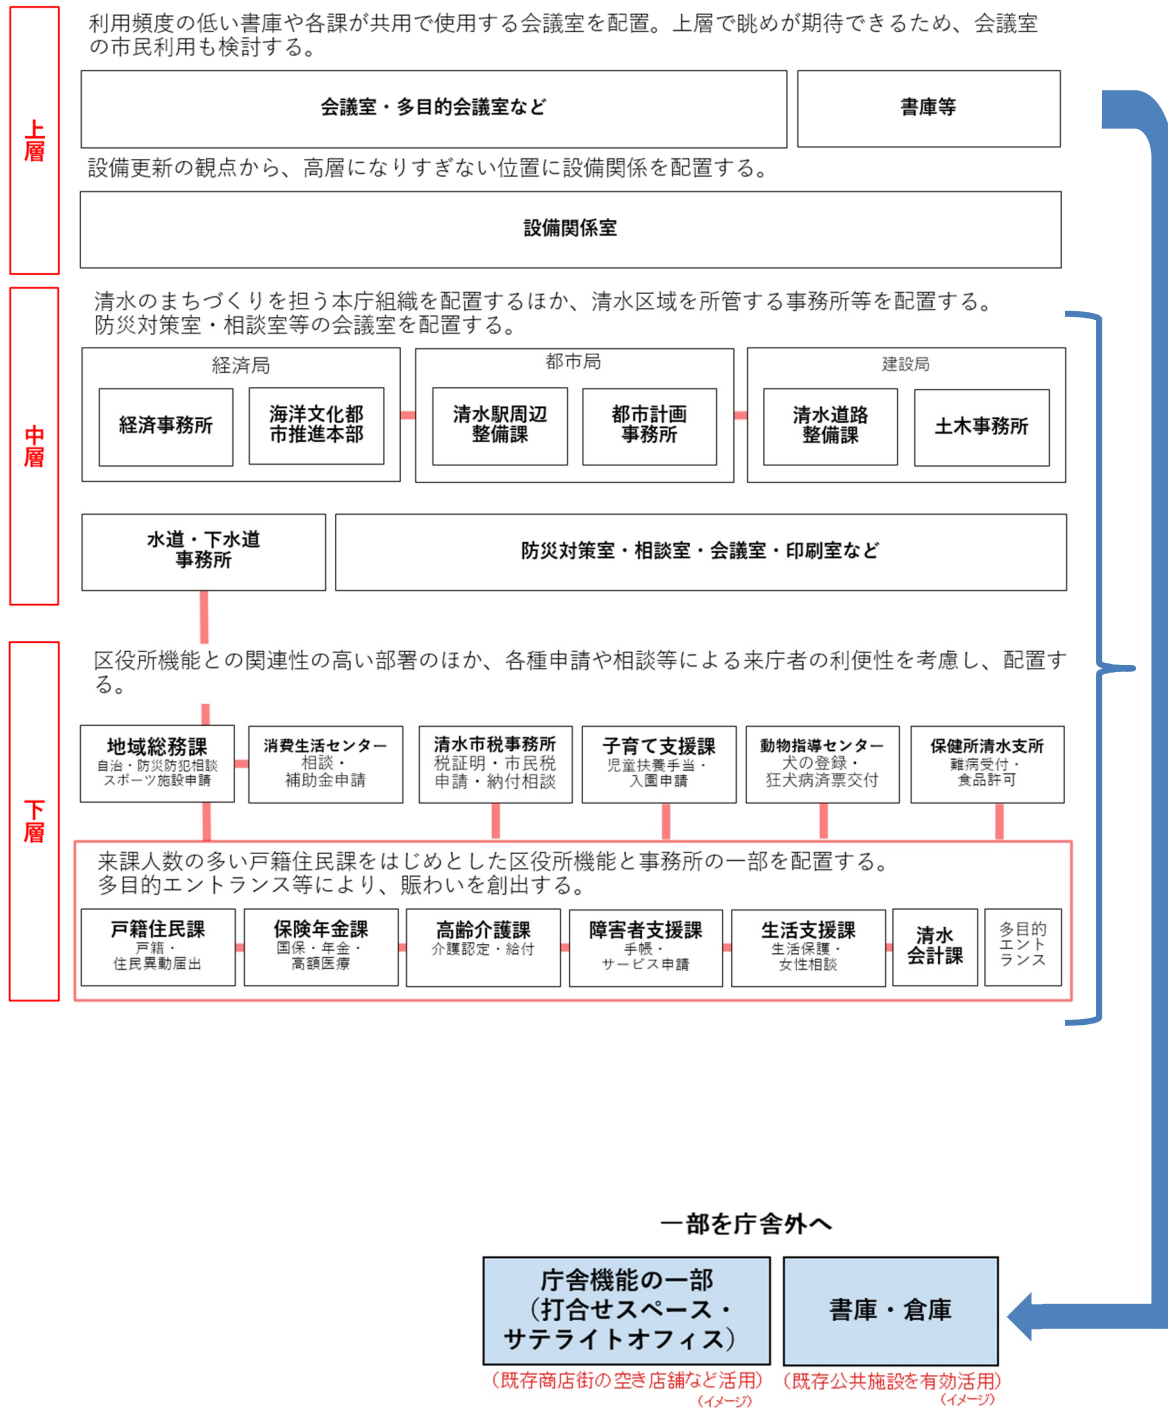 利用頻度の低い書庫や各課が共用で使用する会議室を配置。上層で眺めが期待できるため、会議室
の市民利用も検討する。
上層
会議室・多目的会議室など
書庫等
設備更新の観点から、高層になりすぎない位置に設備関係を配置する。
設備関係室
中層
清水のまちづくりを担う本庁組織を配置するほか、清水区域を所管する事務所等を配置する。
防災対策室・相談室等の会議室を配置する。
経済局
経済事務所
海洋文化都
市推進本部
都市局
清水駅周辺
整備課
都市計画
事務所
建設局
清水道路
整備課
土木事務所
水道・下水道
事務所
防災対策室・相談室・会議室・印刷室など
下層
区役所機能との関連性の高い部署のほか、各種申請や相談等による来庁者の利便性を考慮し、配置す
る。
地域総務課
自治・防災防犯相談
スポーツ施設申請
消費生活センター
相談・
補助金申請
清水市税事務所
税証明・市民税
申請・納付相談
子育て支援課
児童扶養手当・
入園申請
動物指導センター
犬の登録・
狂犬病済票交付
保健所清水支所
難病受付・
食品許可
来課人数の多い戸籍住民課をはじめとした区役所機能と事務所の一部を配置する。
多目的エントランス等により、賑わいを創出する。
戸籍住民課
戸籍・
住民異動届出
保険年金課
国保・年金・
高額医療
高齢介護課
介護認定・給付
障害者支援課
手帳・
サービス申請
生活支援課
生活保護・
女性相談
清水
会計課
多目的
エント
ランス
一部を庁舎外へ
庁舎機能の一部
（打合せスペース・
サテライトオフィス）
（既存商店街の空き店舗など活用）
（イメージ）
書庫・倉庫
（既存公共施設を有効活用）
（イメージ）